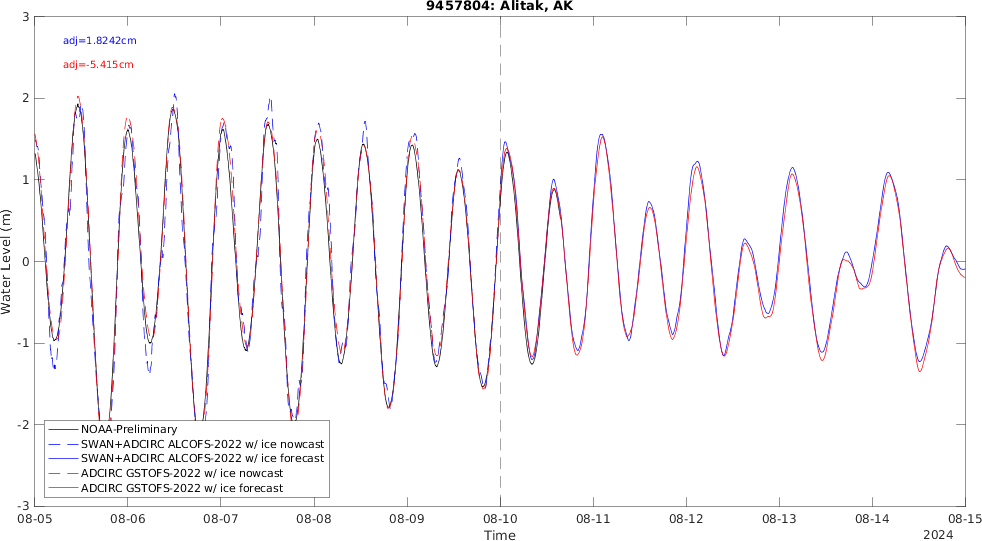 9457804: Alitak, AK
adj=1.8242cm
adj=-5.415cm
Water Level (m)
3
2
1
0
-1
-2
-3
NOAA-Preliminary
SWAN+ADCIRC ALCOFS-2022 w/ ice nowcast
SWAN+ADCIRC ALCOFS-2022 w/ ice forecast
ADCIRC GSTOFS-2022 w/ ice nowcast
ADCIRC GSTOFS-2022 w/ ice forecast
08-05 08-06 08-07 08-08 08-09 08-10 08-11 08-12 08-13 08-14 08-15
Time
2024